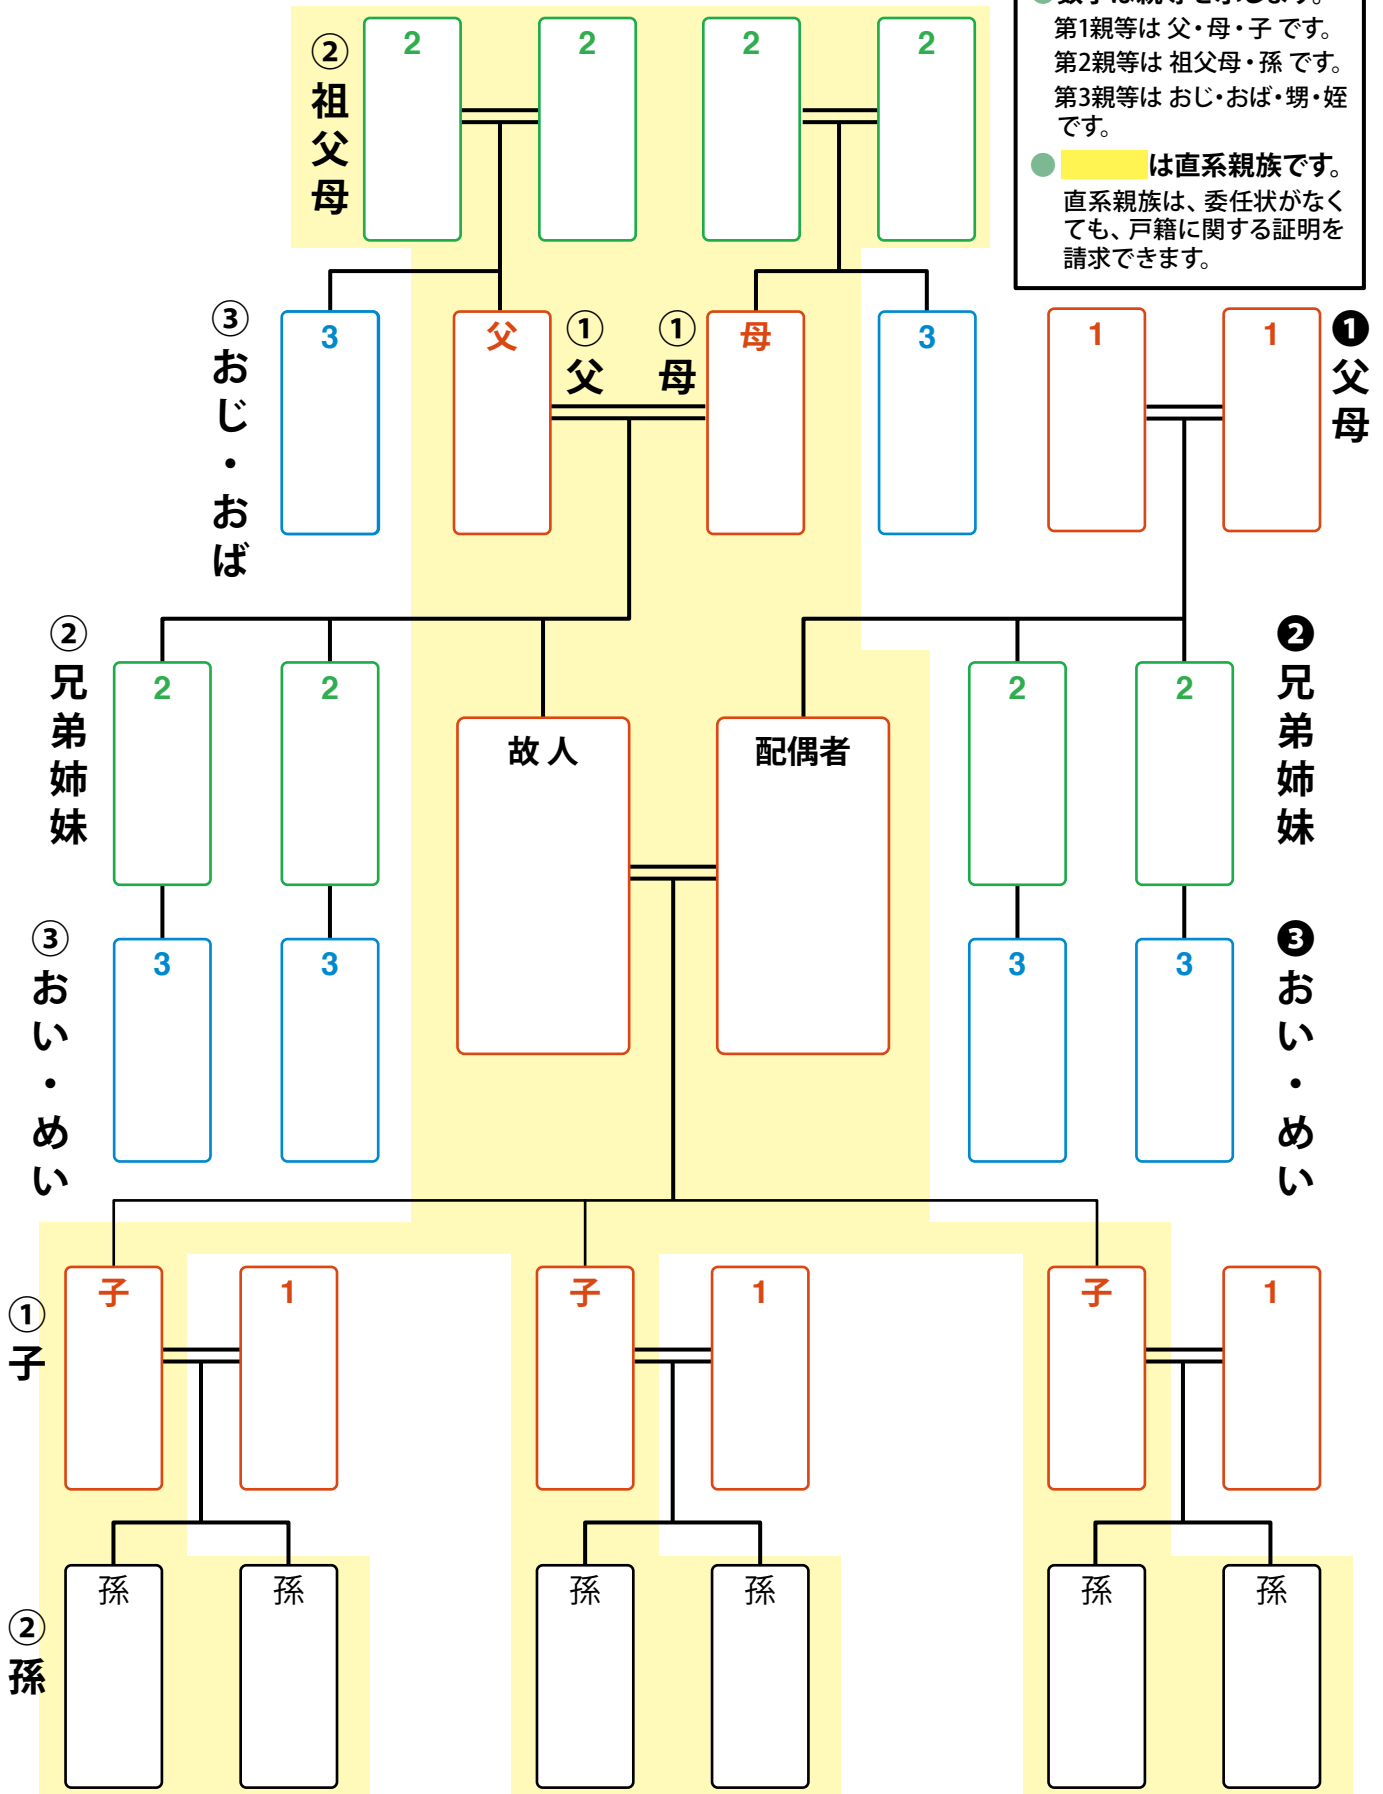 第1親等は 父・母・子 です。
第2親等は 祖父母・孫 です。
第3親等は おじ・おば・甥・姪
です。
は直系親族です。
直系親族は、委任状がなく
ても、戸籍に関する証明を
請求できます。
②祖父母
2
2
2
2
③おじ・おば
3
父
①父
①母
母
3
1
1
❶父母
②兄弟姉妹
2
2
故人
配偶者
2
2
❷兄弟姉妹
③おい・めい
3
3
3
3
❸おい・めい
①子
子
1
子
1
子
1
②孫
孫
孫
孫
孫
孫
孫